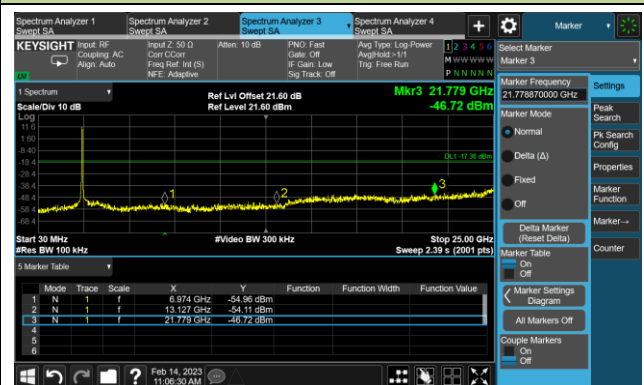 Spectrum Analyzer 1
Swept SA
Spectrum Analyzer 2
Swept SA
Spectrum Analyzer 3
Swept SA
Spectrum Analyzer 4
Swept SA
+
Marker
KEYSIGHT
Input: RF
Coupling: AC
Align: Auto
Input Z: 50 Ω
Corr CCorr
Freq Ref: Int (S)
NFE: Adaptive
Atten: 10 dB
PNO: Fast
Gate: Off
IF Gain: Low
Sig Track: Off
Avg Type: Log-Power
Avg|Hold:>1/1
Trig: Free Run
1 2 3 4 5 6
M W W W W W
P N N N N N
Select Marker
Marker 3
LXI
1 Spectrum
Scale/Div 10 dB
Ref Lvl Offset 21.60 dB
Ref Level 21.60 dBm
Mkr3 21.779 GHz
-46.72 dBm
Log
11.6
1.60
-8.40
-18.4
-28.4
-38.4
-48.4
-58.4
-68.4
DL1 -17.38 dBm
1
2
3
Start 30 MHz
#Res BW 100 kHz
#Video BW 300 kHz
Stop 25.00 GHz
Sweep 2.39 s (2001 pts)
5 Marker Table
Mode Trace Scale X Y Function Function Width Function Value
1 N 1 f 6.974 GHz -54.96 dBm
2 N 1 f 13.127 GHz -54.11 dBm
3 N 1 f 21.779 GHz -46.72 dBm
4
5
6
Marker Frequency
21.778870000 GHz
Marker Mode
Normal
Delta (Δ)
Fixed
Off
Delta Marker
(Reset Delta)
Marker Table
On
Off
Marker Settings
Diagram
All Markers Off
Couple Markers
On
Off
Settings
Peak
Search
Pk Search
Config
Properties
Marker
Function
Marker→
Counter
?
Feb 14, 2023
11:06:30 AM